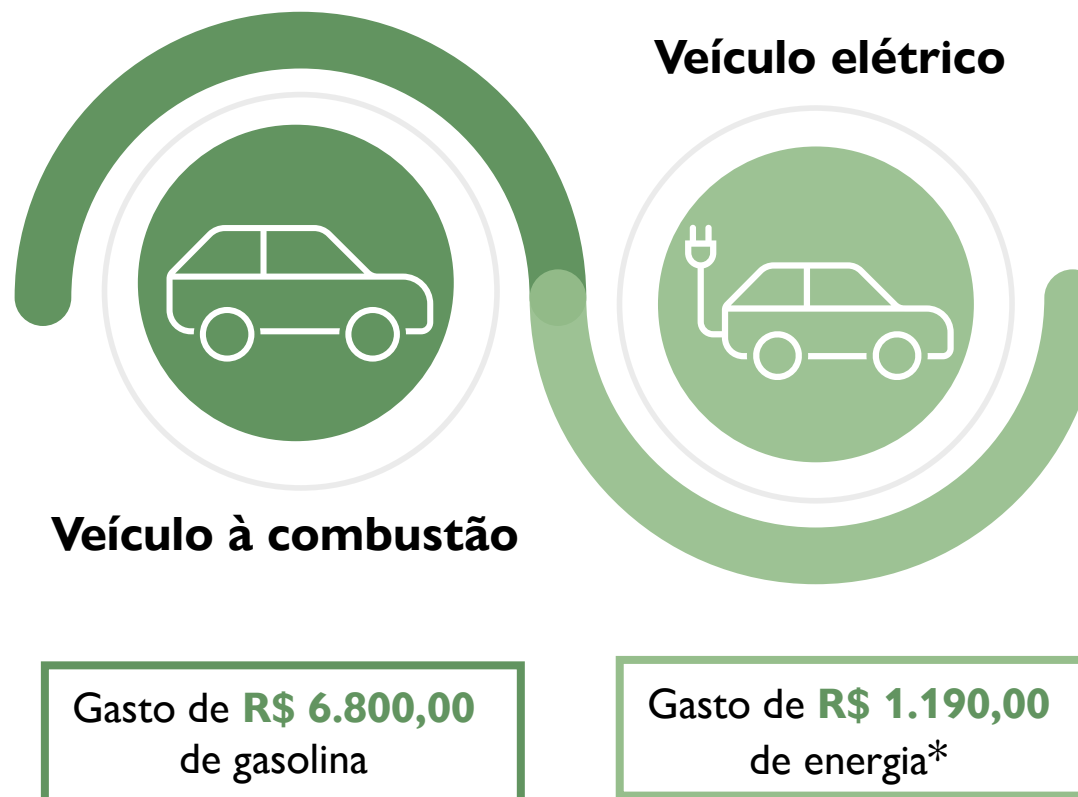 Veículo elétrico
Veículo à combustão
Gasto de R$ 6.800,00
de gasolina
Gasto de R$ 1.190,00
de energia*